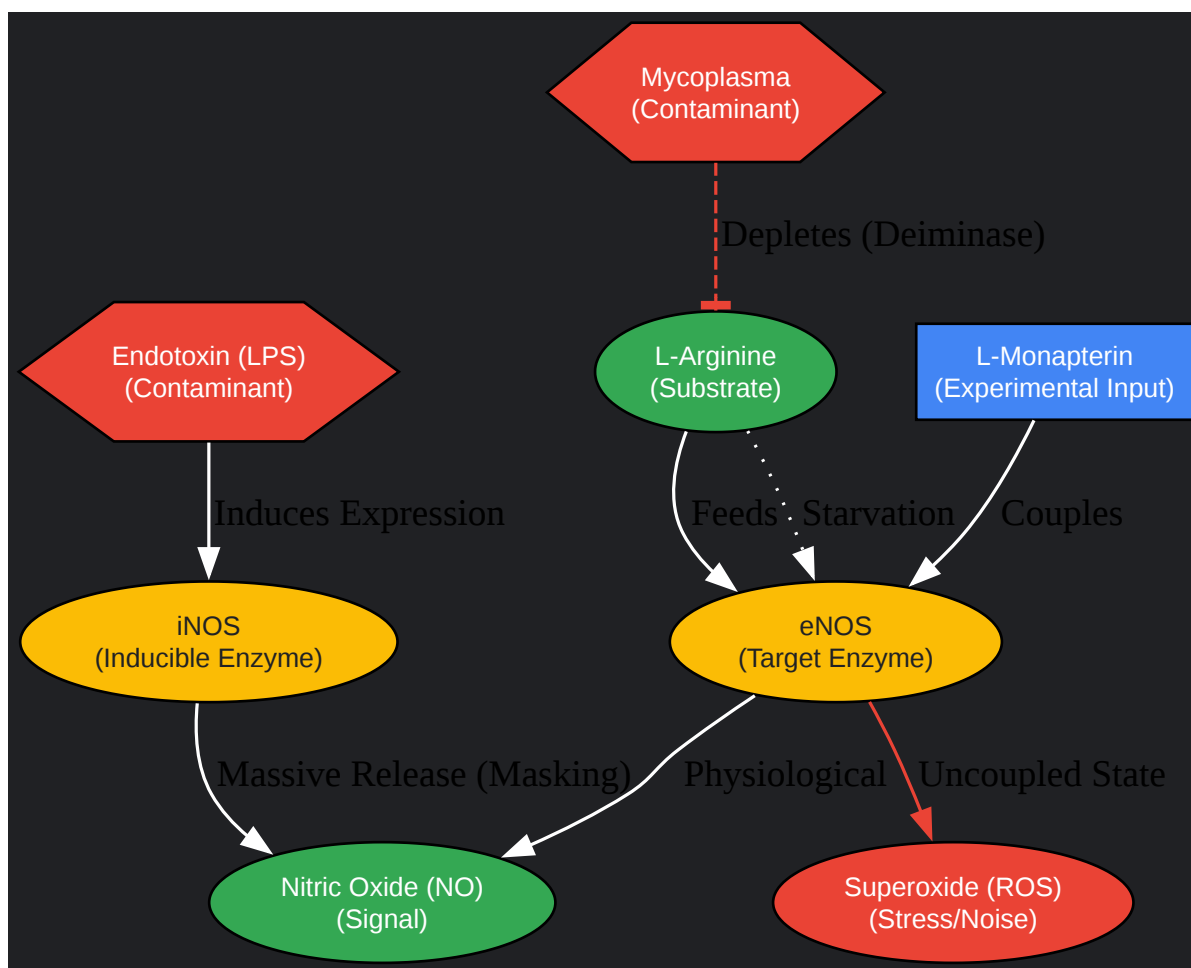 Mycoplasma
(Contaminant)
Depletes (Deiminase)
Endotoxin (LPS)
(Contaminant)
L-Arginine
(Substrate)
L-Monapterin
(Experimental Input)
Induces Expression
Feeds
Starvation
Couples
iNOS
(Inducible Enzyme)
eNOS
(Target Enzyme)
Massive Release (Masking)
Physiological
Uncoupled State
Nitric Oxide (NO)
(Signal)
Superoxide (ROS)
(Stress/Noise)